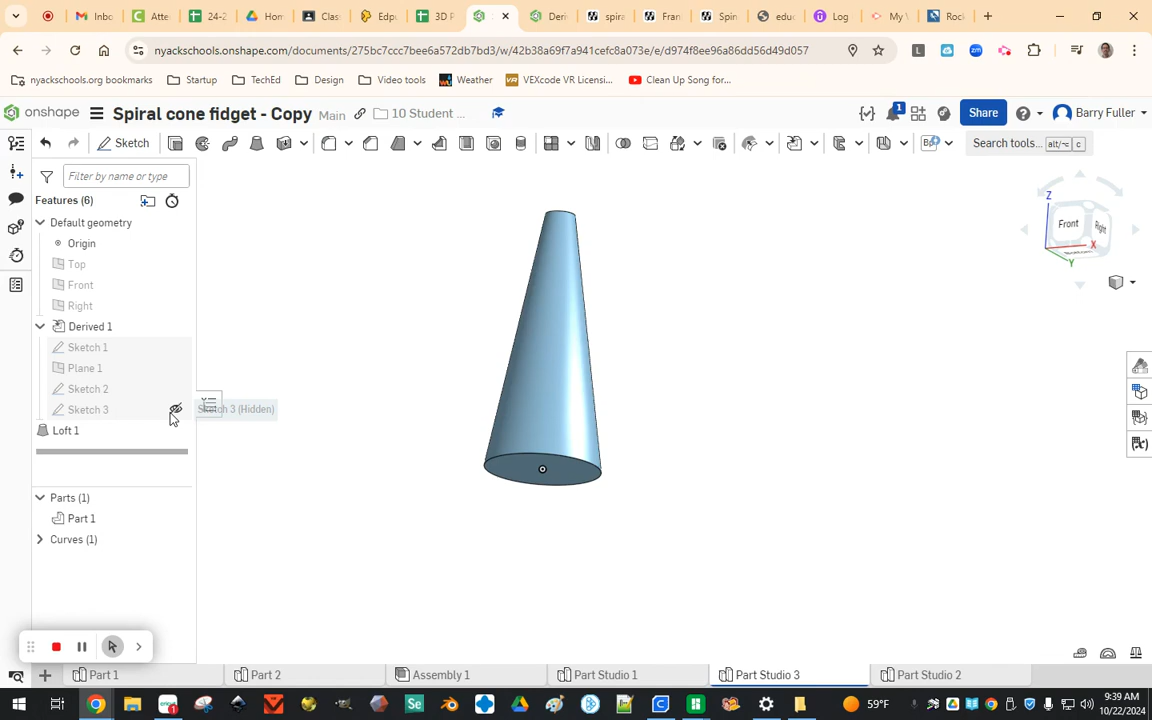 Inbo
Atte
24-2
Hom
Clas
Edpu
3D P
Deri
spira
Fran
Spin
educ
Log
My V
Rock
nyackschools.onshape.com/documents/275bc7ccc7bee6a572db7bd3/w/42b38a69f7a941cefc8a073e/e/d974f8ee96a86dd56d49d057
nyackschools.org bookmarks
Startup
TechEd
Design
Video tools
Weather
VEXcode VR Licensi...
Clean Up Song for...
onshape
Spiral cone fidget - Copy
Main
10 Student ...
1
Share
Barry Fuller
Sketch
Search tools...
alt/⌥
c
Filter by name or type
Features (6)
Default geometry
Origin
Top
Front
Right
Derived 1
Sketch 1
Plane 1
Sketch 2
Sketch 3
Sketch 3 (Hidden)
Loft 1
Parts (1)
Part 1
Curves (1)
Z
Front
Right
X
Y
Part 1
Part 2
Assembly 1
Part Studio 1
Part Studio 3
Part Studio 2
59°F
9:39 AM
10/22/2024